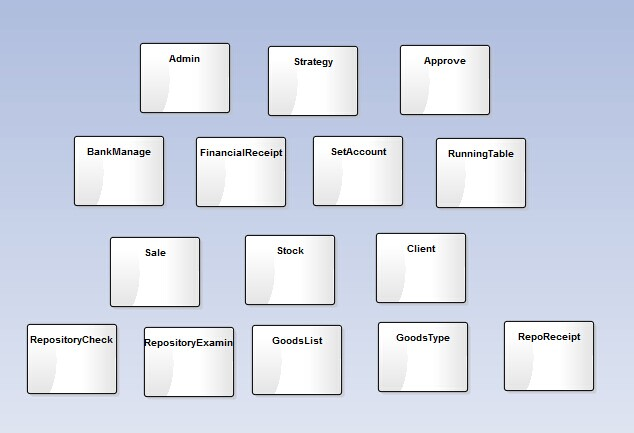 Admin
Strategy
Approve
BankManage
FinancialReceipt
SetAccount
RunningTable
Sale
Stock
Client
RepositoryCheck
RepositoryExamin
GoodsList
GoodsType
RepoReceipt